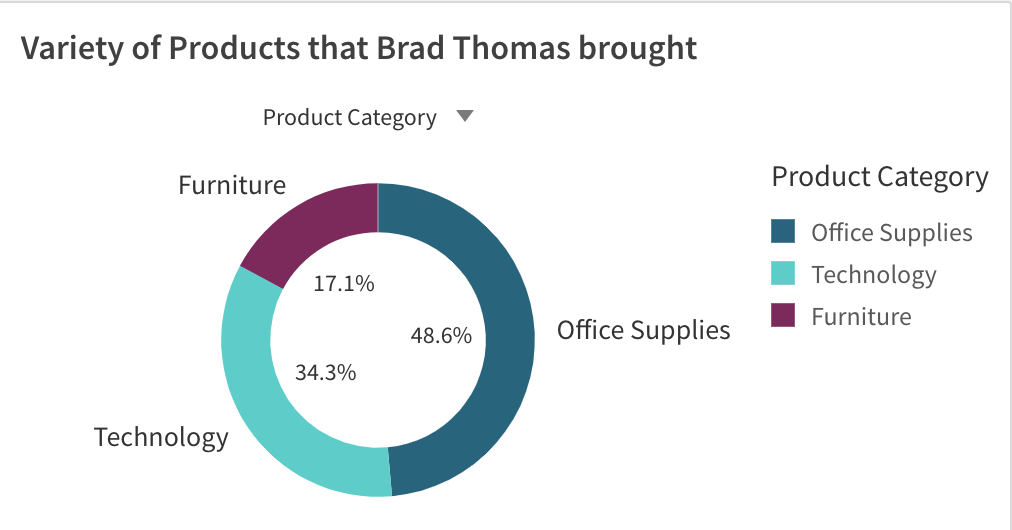 Variety of Products that Brad Thomas brought
Product Category
Furniture
Product Category
Office Supplies
Technology
Furniture
17.1%
48.6%
Office Supplies
34.3%
Technology